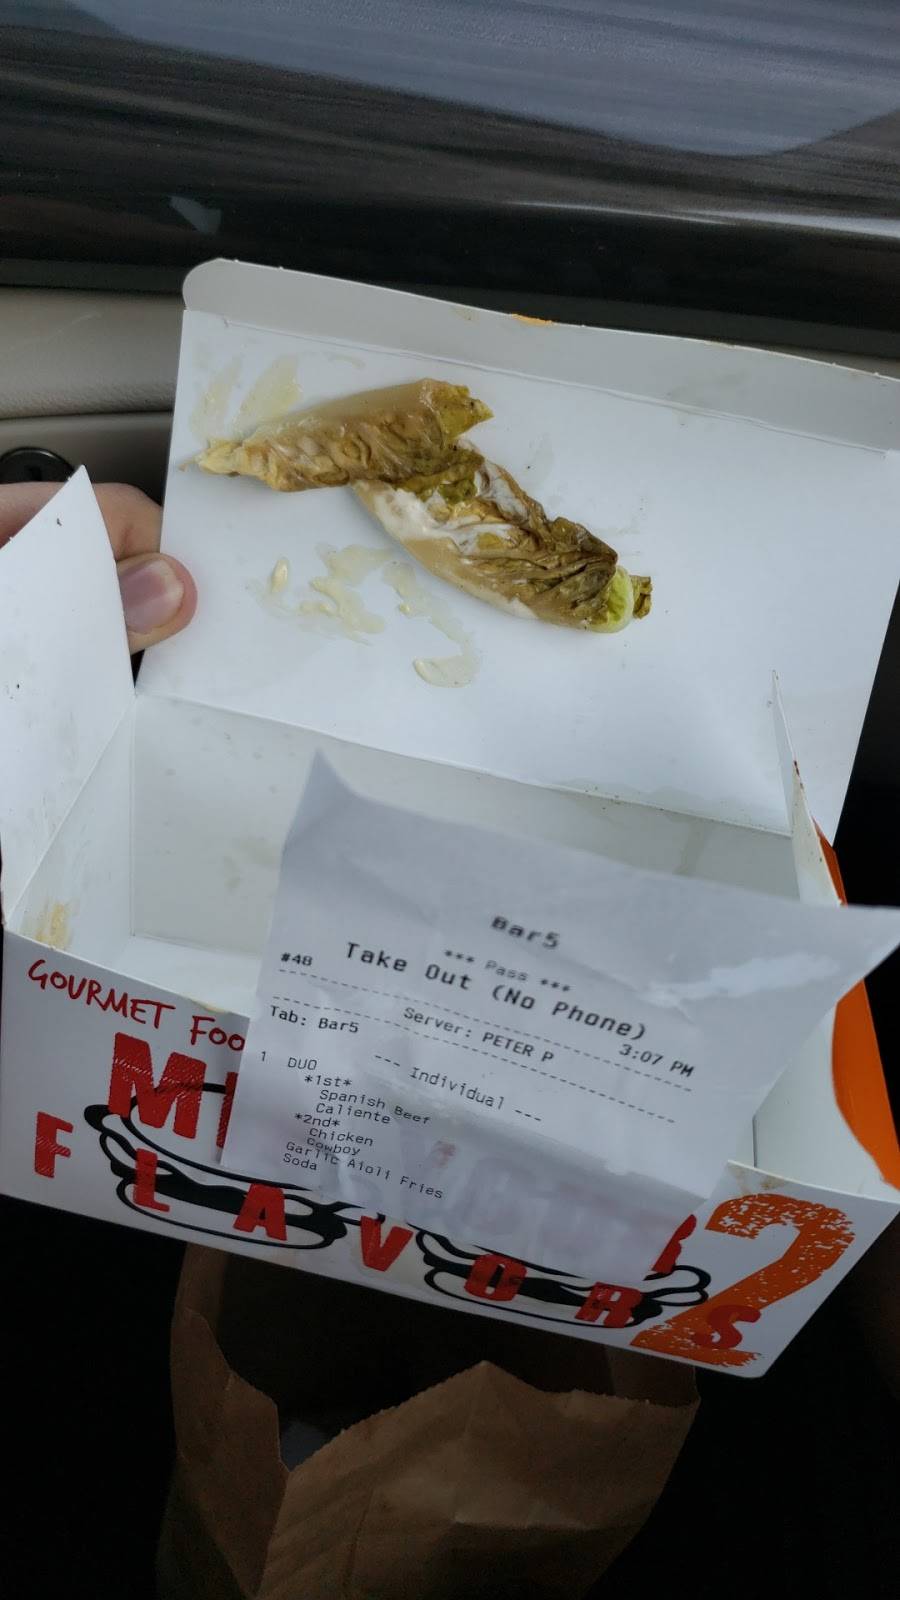 Bar5
*** Pass ***
#48 Take Out (No Phone)
Server: PETER P 3:07 PM
Tab: Bar5
--- Individual ---
1 DUO
*1st*
Spanish Beef
Caliente
*2nd*
Chicken
Cowboy
Garlic Aioli Fries
Soda
GOURMET FOO
M
FLAVORS
2